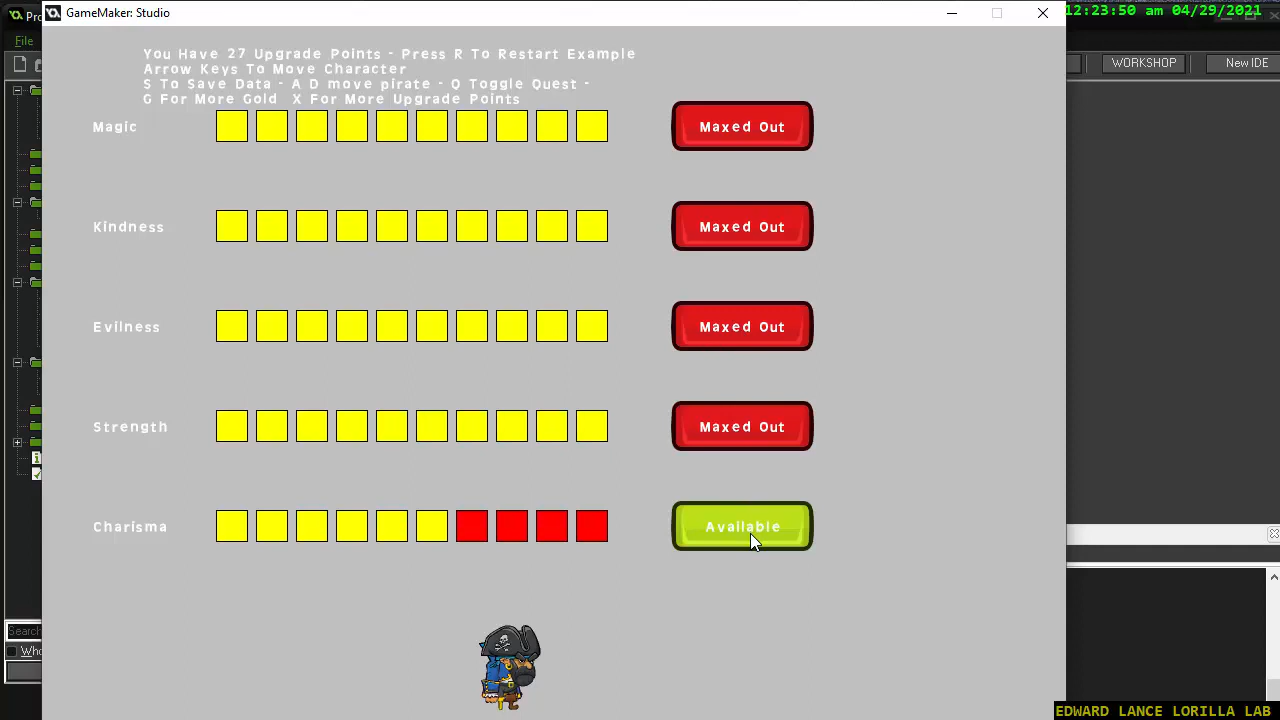 GameMaker: Studio
12:23:50 am 04/29/2021
File
WORKSHOP
New IDE
You Have 27 Upgrade Points - Press R To Restart Example
Arrow Keys To Move Character
S To Save Data - A D move pirate - Q Toggle Quest -
G For More Gold X For More Upgrade Points
Magic
Maxed Out
Kindness
Maxed Out
Evilness
Maxed Out
Strength
Maxed Out
Charisma
Available
Search
EDWARD LANCE LORILLA LAB